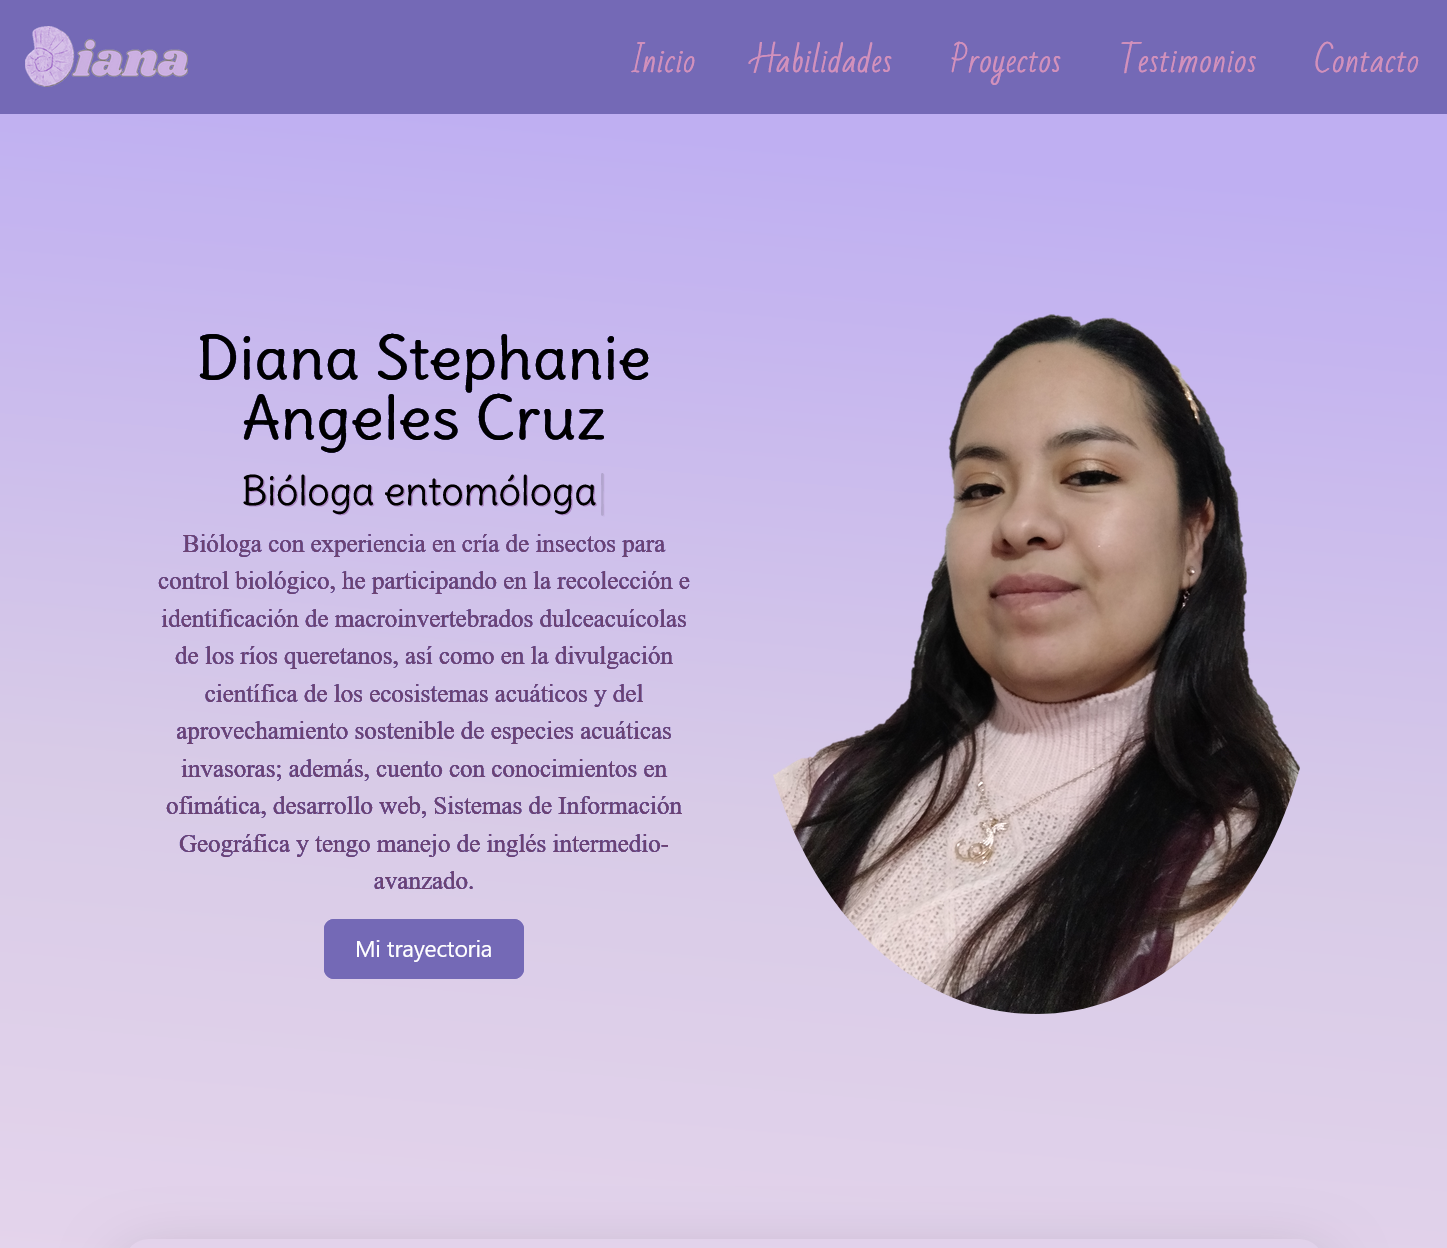 Diana
Inicio Habilidades Proyectos Testimonios Contacto
Diana Stephanie
Angeles Cruz
Bióloga entomóloga
Bióloga con experiencia en cría de insectos para
control biológico, he participando en la recolección e
identificación de macroinvertebrados dulceacuícolas
de los ríos queretanos, así como en la divulgación
científica de los ecosistemas acuáticos y del
aprovechamiento sostenible de especies acuáticas
invasoras; además, cuento con conocimientos en
ofimática, desarrollo web, Sistemas de Información
Geográfica y tengo manejo de inglés intermedio-
avanzado.
Mi trayectoria